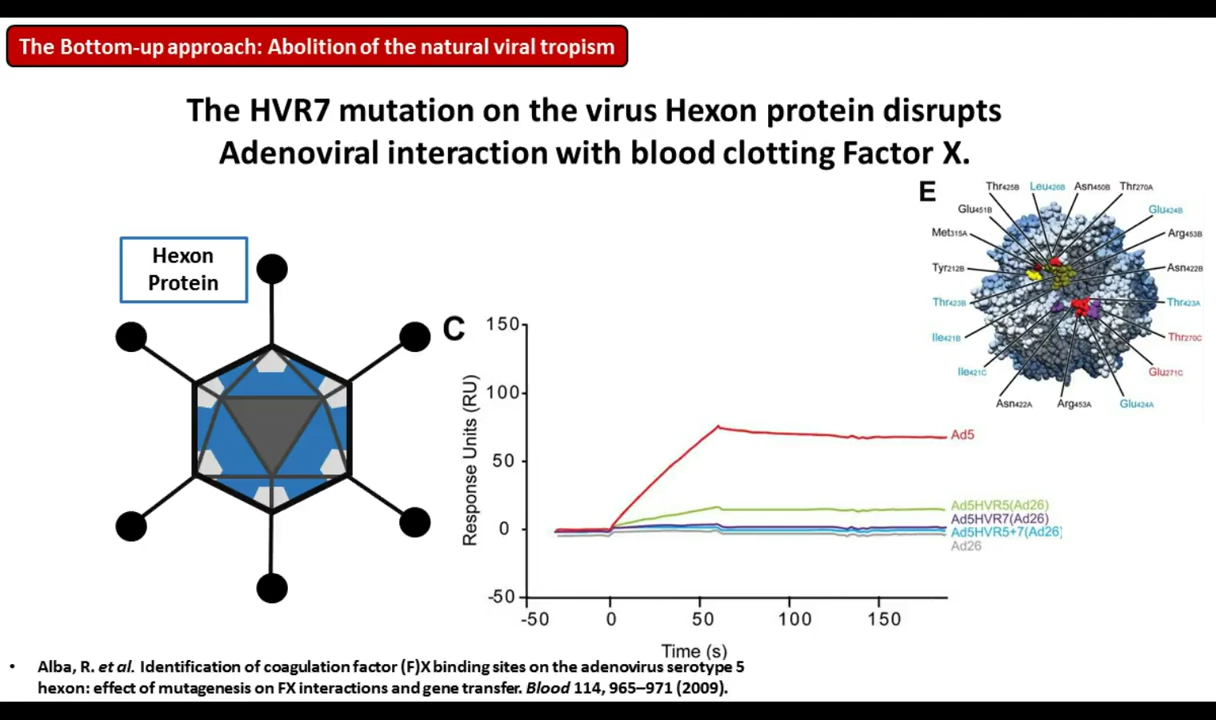 The Bottom-up approach: Abolition of the natural viral tropism
The HVR7 mutation on the virus Hexon protein disrupts
Adenoviral interaction with blood clotting Factor X.
Hexon
Protein
E
Thr425B
Leu426B
Asn450B
Thr270A
Glu451B
Glu424B
Met315A
Arg453B
Tyr212B
Asn422B
Thr423B
Thr423A
Ile421B
Thr270C
Ile421C
Glu271C
Asn422A
Arg453A
Glu424A
C
Response Units (RU)
150
100
50
0
-50
-50
0
50
100
150
Time (s)
Ad5
Ad5HVR5(Ad26)
Ad5HVR7(Ad26)
Ad5HVR5+7(Ad26)
Ad26
• Alba, R. et al. Identification of coagulation factor (F)X binding sites on the adenovirus serotype 5
hexon: effect of mutagenesis on FX interactions and gene transfer. Blood 114, 965–971 (2009).